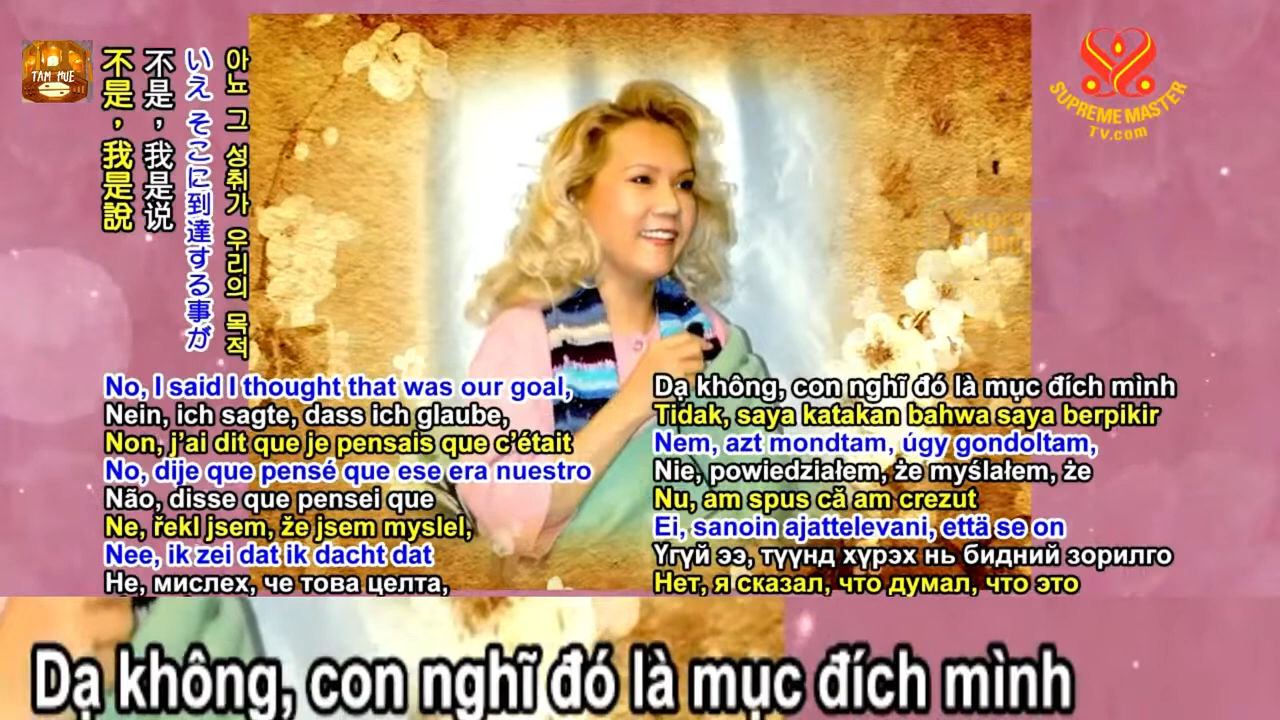 TAM HUE
不是，我是說
不是，我是说
いえ そこに到達する事が
아뇨 그 성취가 우리의 목적
SUPREME MASTER
TV.com
No, I said I thought that was our goal,
Nein, ich sagte, dass ich glaube,
Non, j’ai dit que je pensais que c’était
No, dije que pensé que ese era nuestro
Não, disse que pensei que
Ne, řekl jsem, že jsem myslel,
Nee, ik zei dat ik dacht dat
Не, мислех, че това целта,
Dạ không, con nghĩ đó là mục đích mình
Tidak, saya katakan bahwa saya berpikir
Nem, azt mondtam, úgy gondoltam,
Nie, powiedziałem, że myślałem, że
Nu, am spus că am crezut
Ei, sanoin ajattelevani, että se on
Үгүй ээ, түүнд хүрэх нь бидний зорилго
Нет, я сказал, что думал, что это
Dạ không, con nghĩ đó là mục đích mình